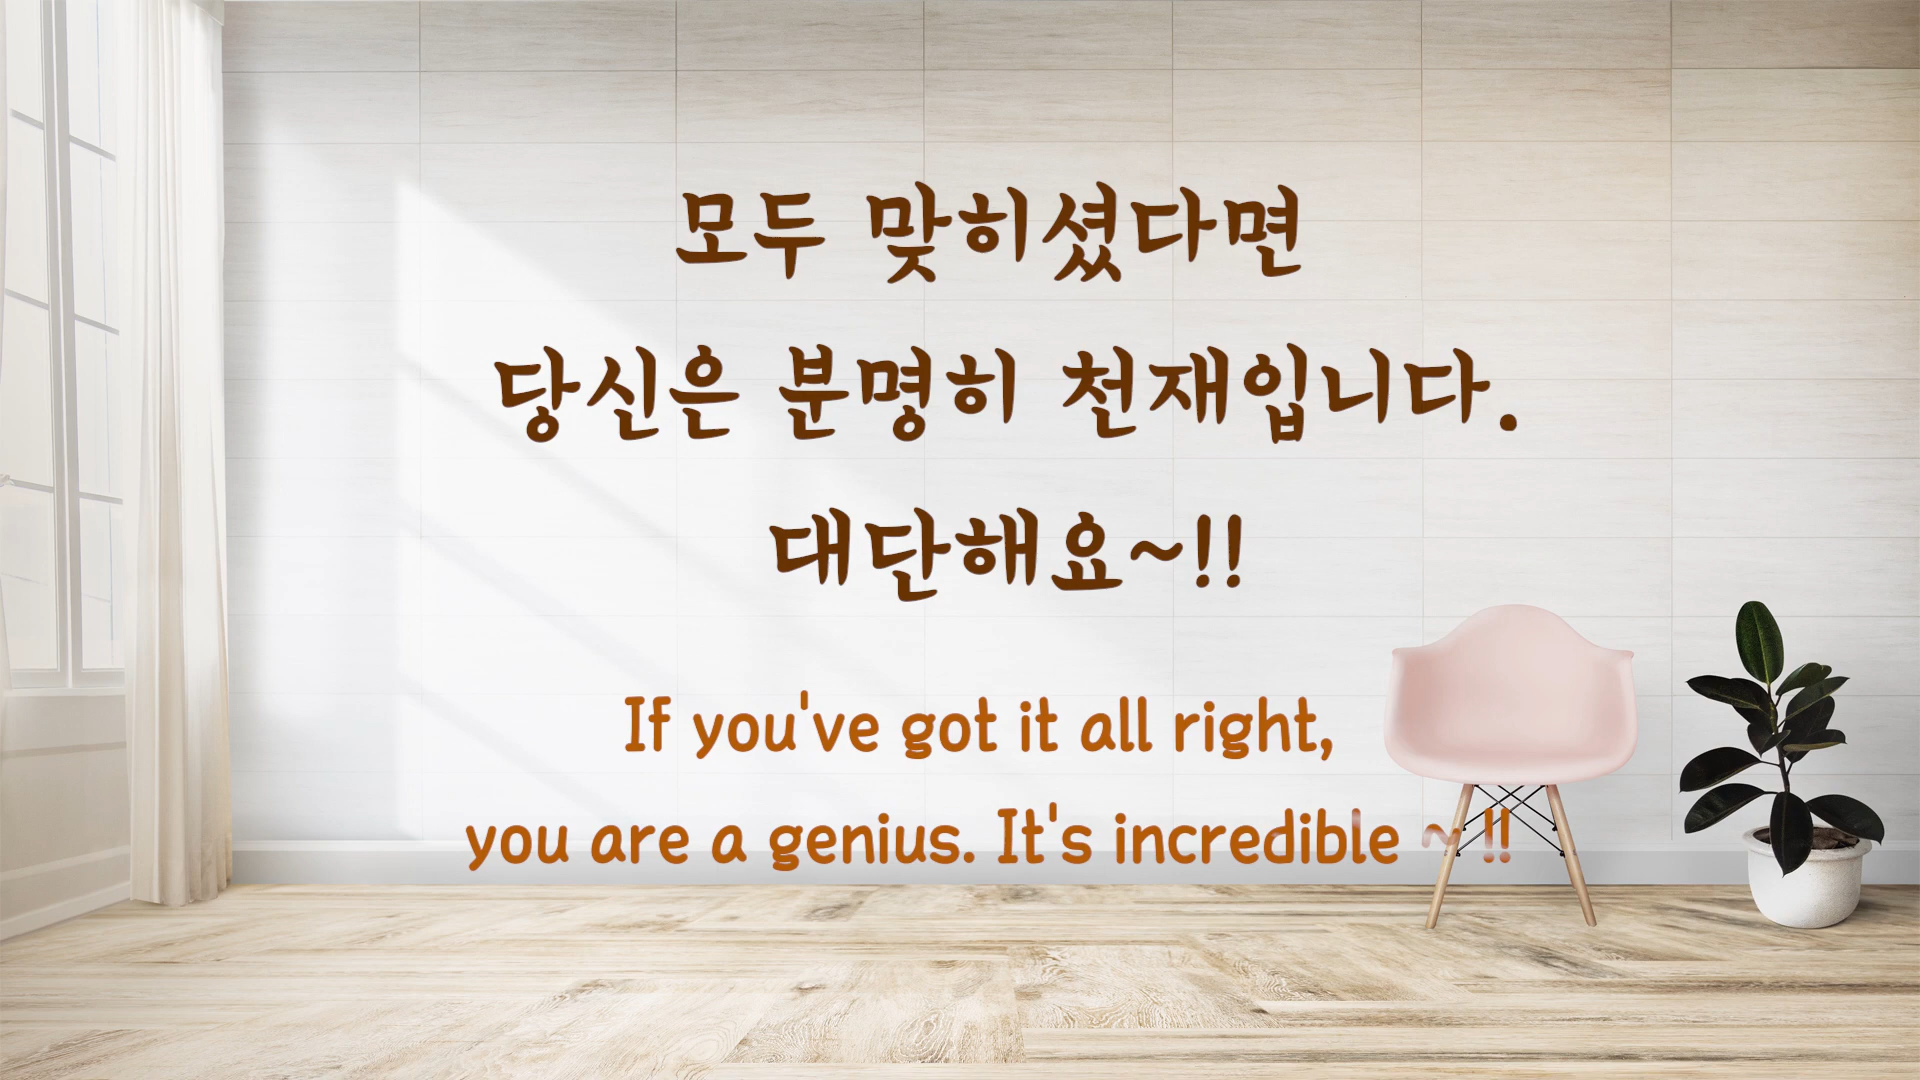 모두 맞히셨다면
당신은 분명히 천재입니다.
대단해요~!!
If you've got it all right,
you are a genius. It's incredible ~ !!